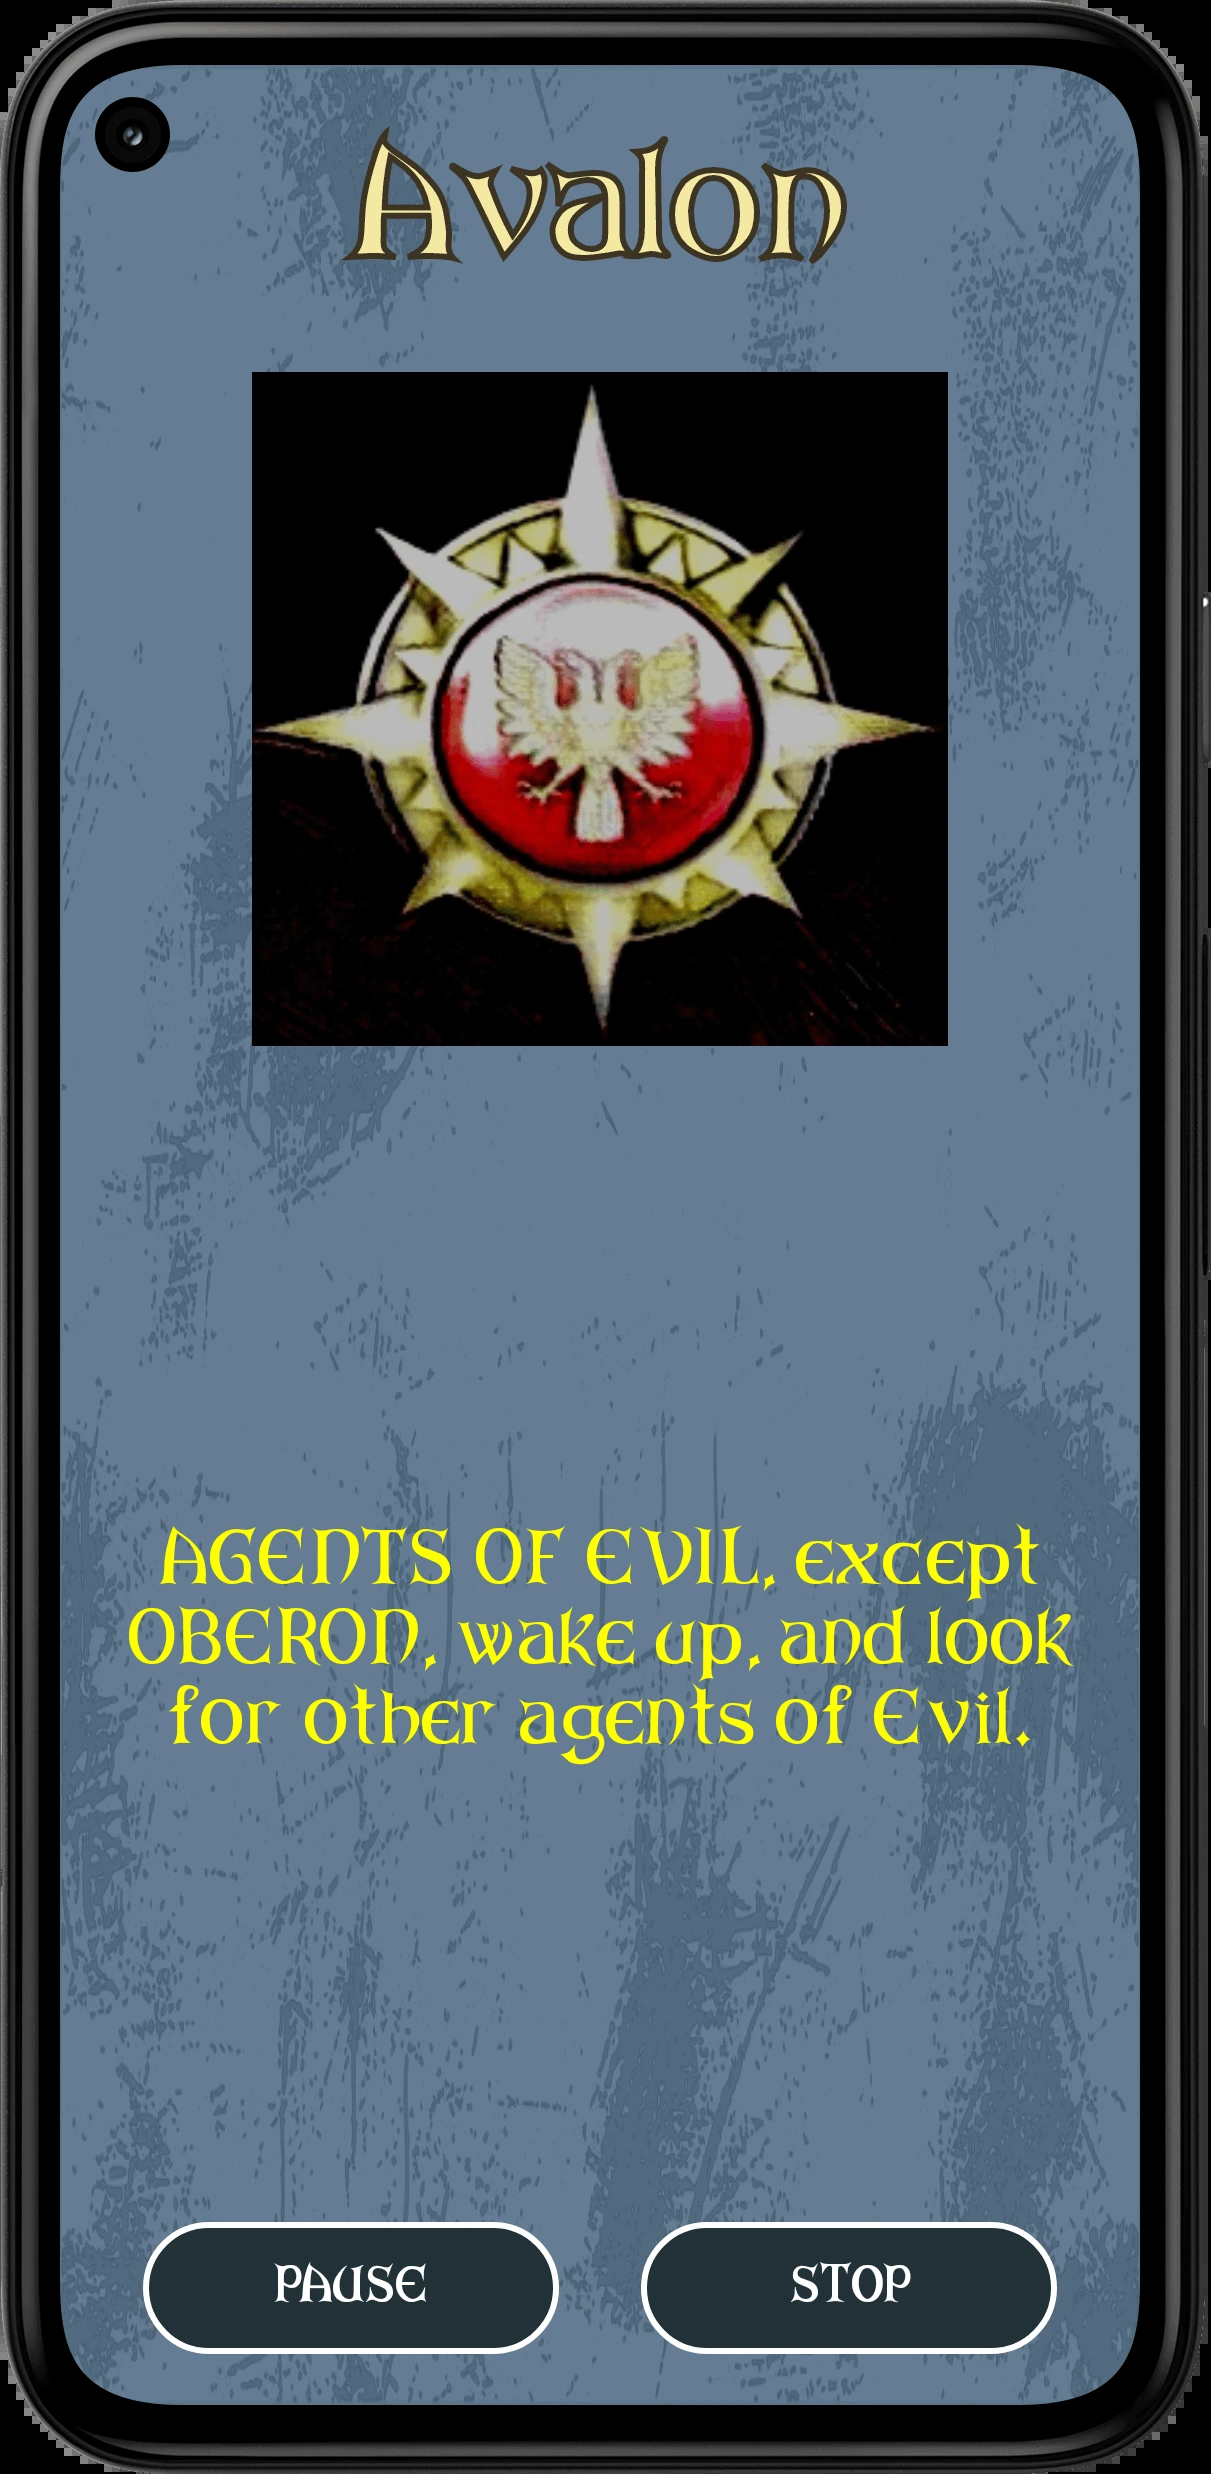 Avalon
AGENTS OF EVIL, except
OBERON, wake up, and look
for other agents of Evil.
PAUSE
STOP